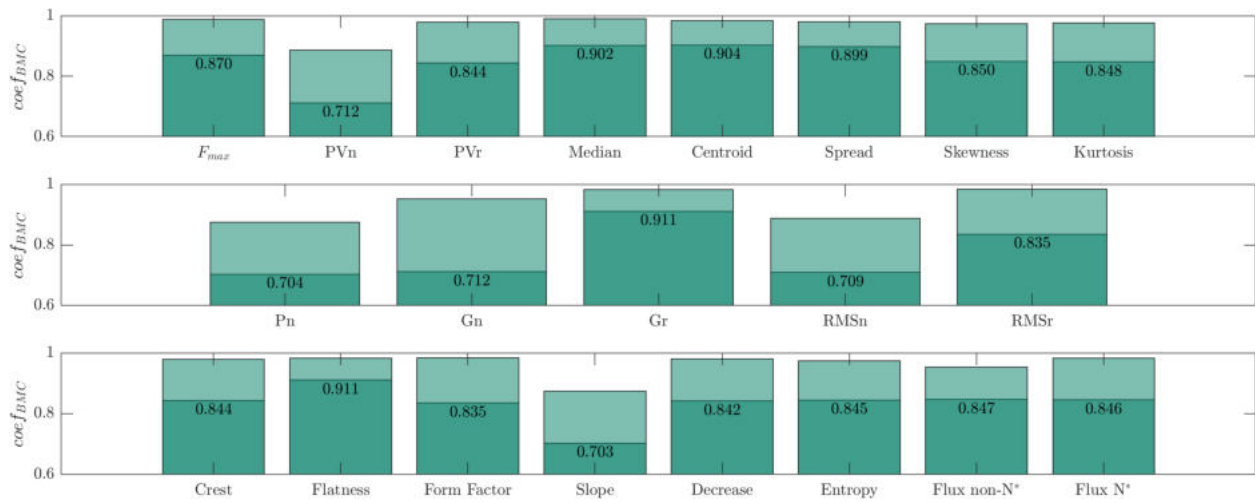 1
0.8
0.6
coef_BMC
0.870
0.712
0.844
0.902
0.904
0.899
0.850
0.848
F_max
PVn
PVr
Median
Centroid
Spread
Skewness
Kurtosis
1
0.8
0.6
coef_BMC
0.704
0.712
0.911
0.709
0.835
Pn
Gn
Gr
RMSn
RMSr
1
0.8
0.6
coef_BMC
0.844
0.911
0.835
0.703
0.842
0.845
0.847
0.846
Crest
Flatness
Form Factor
Slope
Decrease
Entropy
Flux non-N*
Flux N*